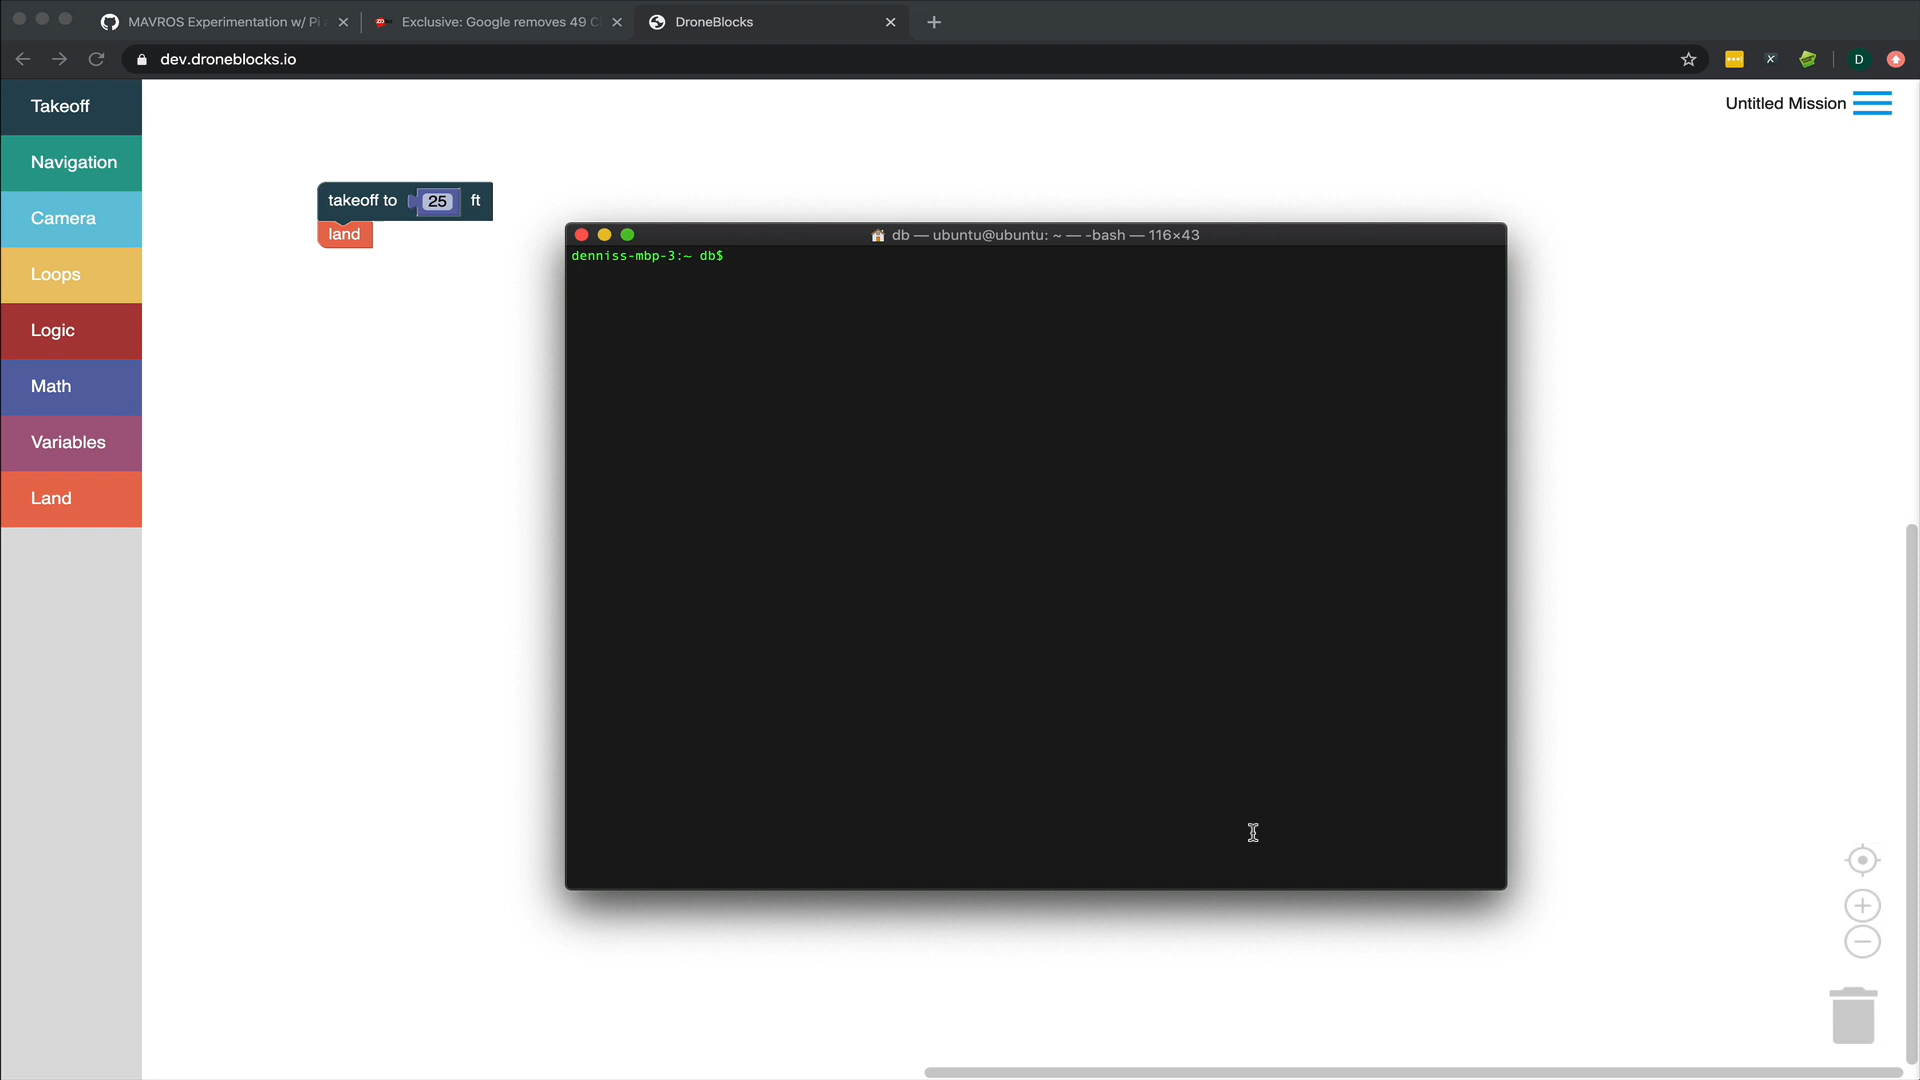 MAVROS Experimentation w/ Pi
Exclusive: Google removes 49 C
DroneBlocks
dev.droneblocks.io
D
Takeoff
Navigation
Camera
Loops
Logic
Math
Variables
Land
Untitled Mission
takeoff to 25 ft
land
db — ubuntu@ubuntu: ~ — -bash — 116×43
denniss-mbp-3:~ db$